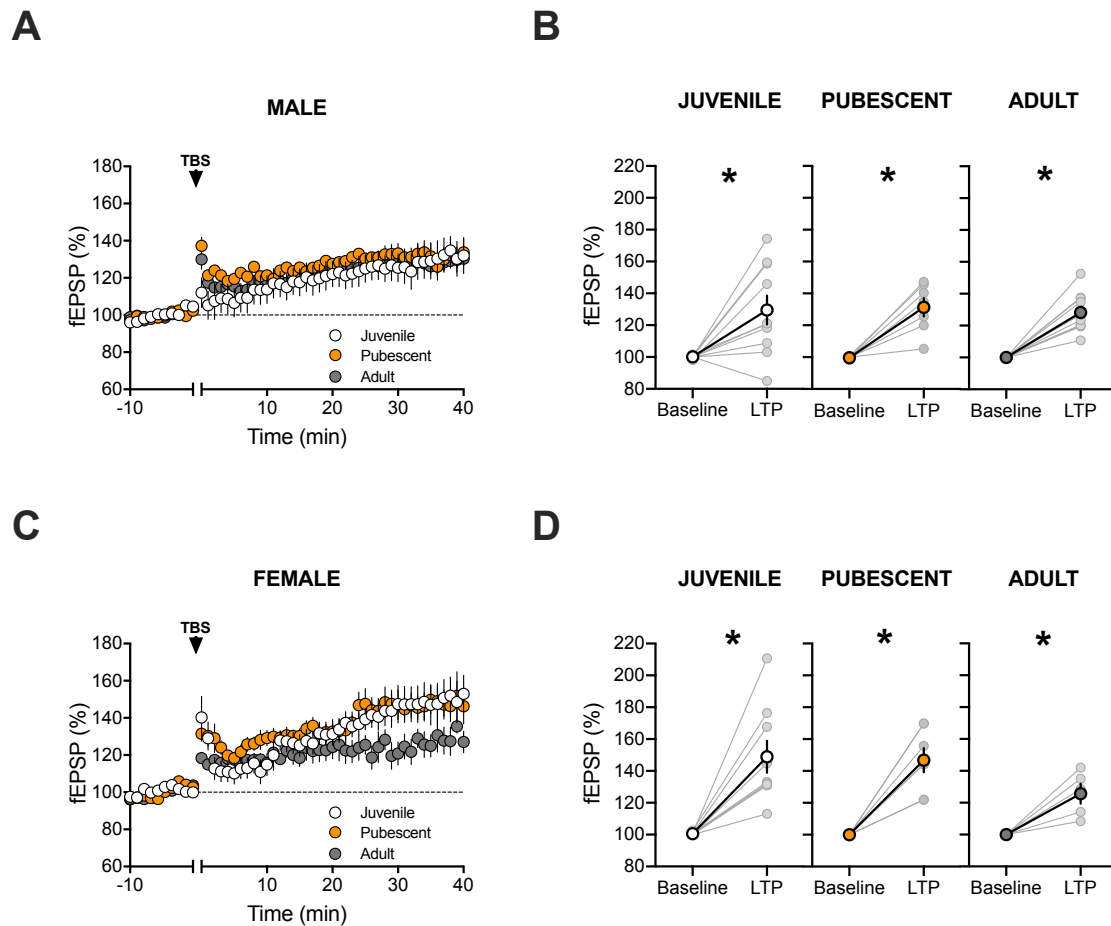 A
MALE
TBS
180
160
140
120
100
80
60
fEPSP (%)
Juvenile
Pubescent
Adult
-10
10
20
30
40
Time (min)
B
JUVENILE
PUBESCENT
ADULT
220
200
180
160
140
120
100
80
fEPSP (%)
*
*
*
Baseline
LTP
Baseline
LTP
Baseline
LTP
C
FEMALE
TBS
180
160
140
120
100
80
60
fEPSP (%)
Juvenile
Pubescent
Adult
-10
10
20
30
40
Time (min)
D
JUVENILE
PUBESCENT
ADULT
220
200
180
160
140
120
100
80
fEPSP (%)
*
*
*
Baseline
LTP
Baseline
LTP
Baseline
LTP